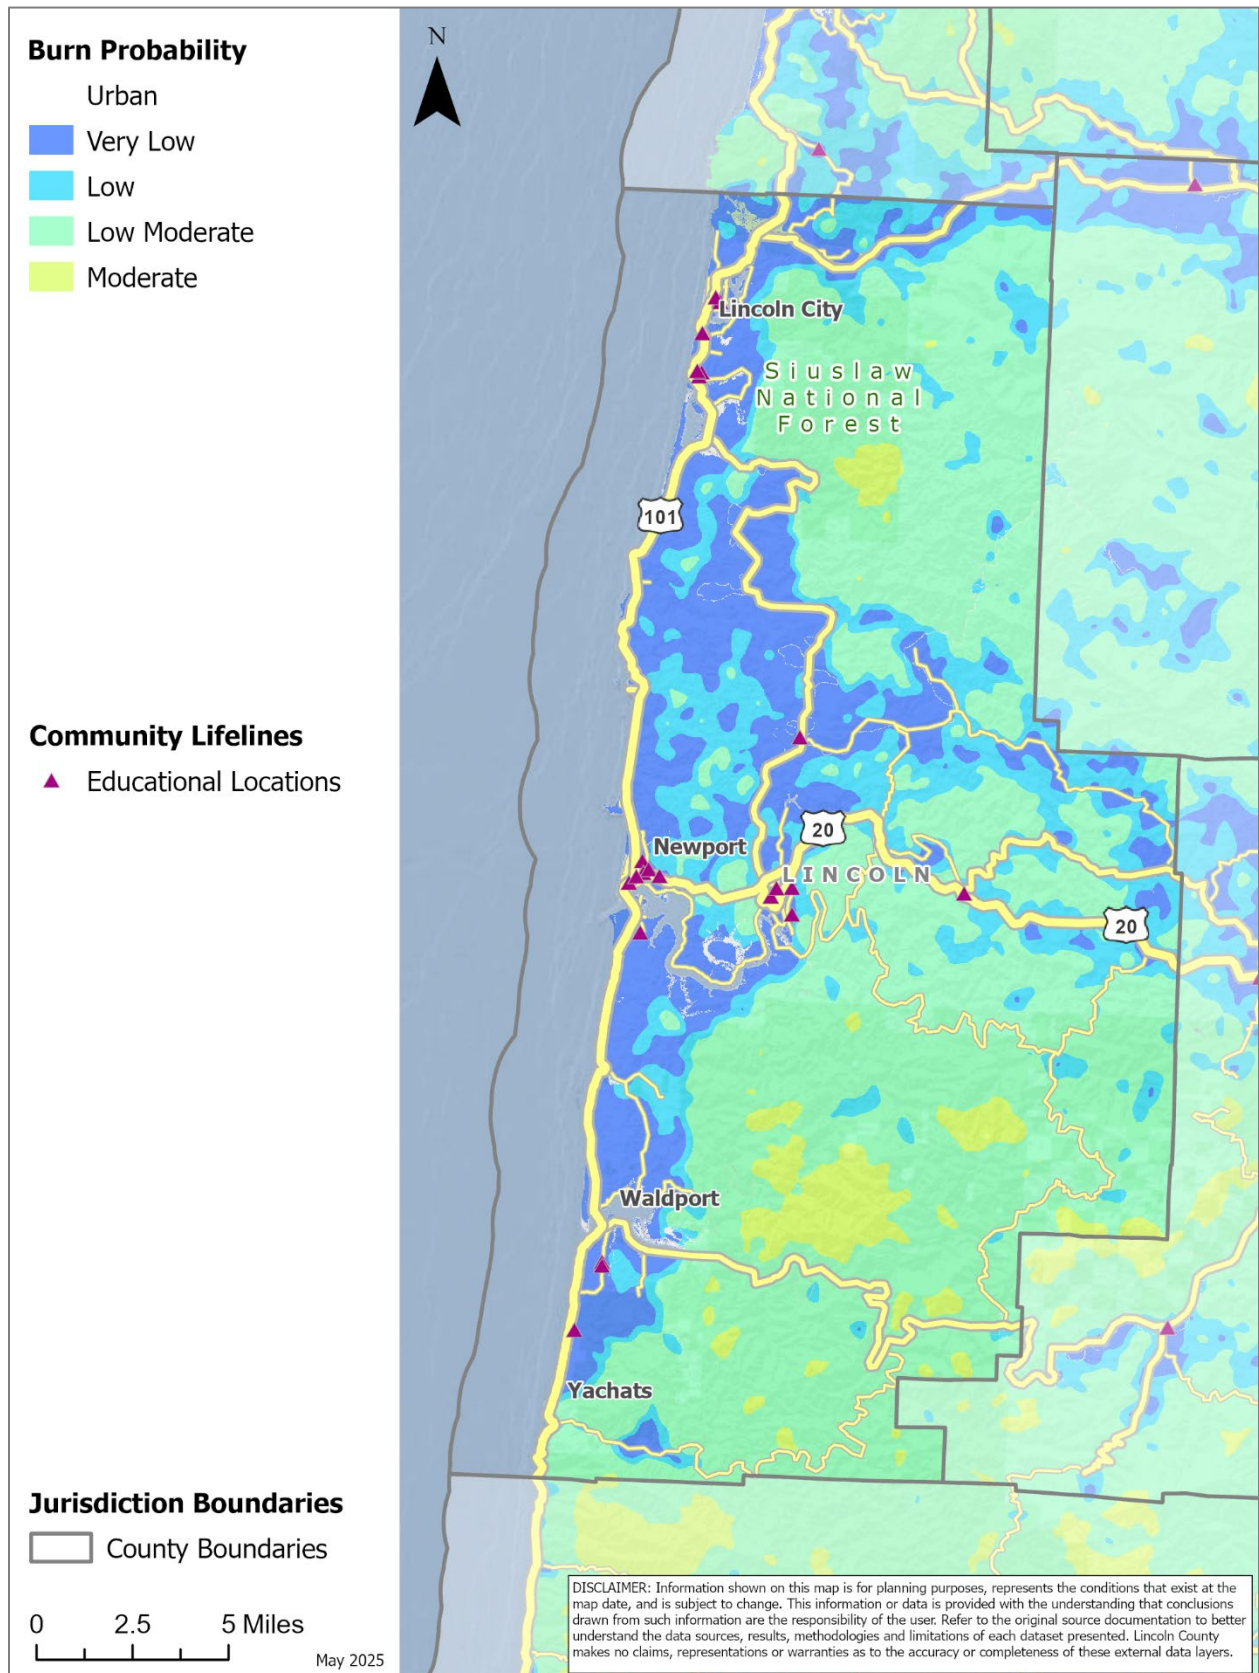 Burn Probability
Urban
Very Low
Low
Low Moderate
Moderate
Community Lifelines
Educational Locations
Jurisdiction Boundaries
County Boundaries
0 2.5 5 Miles
May 2025
N
Lincoln City
Siuslaw
National
Forest
101
20
Newport
LINCOLN
20
Waldport
Yachats
DISCLAIMER: Information shown on this map is for planning purposes, represents the conditions that exist at the
map date, and is subject to change. This information or data is provided with the understanding that conclusions
drawn from such information are the responsibility of the user. Refer to the original source documentation to better
understand the data sources, results, methodologies and limitations of each dataset presented. Lincoln County
makes no claims, representations or warranties as to the accuracy or completeness of these external data layers.